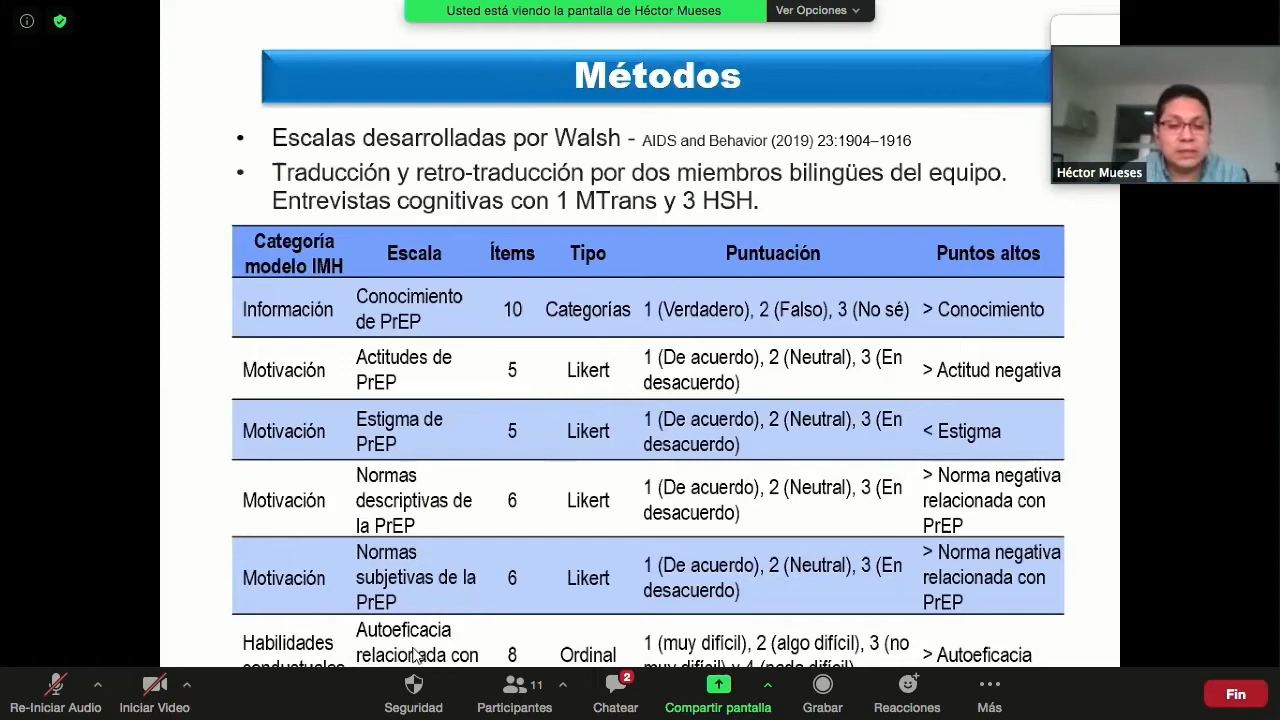 Usted está viendo la pantalla de Héctor Mueses
Ver Opciones
Métodos
• Escalas desarrolladas por Walsh - AIDS and Behavior (2019) 23:1904–1916
• Traducción y retro-traducción por dos miembros bilingües del equipo.
Entrevistas cognitivas con 1 MTrans y 3 HSH.
Héctor Mueses
Categoría modelo IMH Escala Ítems Tipo Puntuación Puntos altos
Información Conocimiento de PrEP 10 Categorías 1 (Verdadero), 2 (Falso), 3 (No sé) > Conocimiento
Motivación Actitudes de PrEP 5 Likert 1 (De acuerdo), 2 (Neutral), 3 (En desacuerdo) > Actitud negativa
Motivación Estigma de PrEP 5 Likert 1 (De acuerdo), 2 (Neutral), 3 (En desacuerdo) < Estigma
Motivación Normas descriptivas de la PrEP 6 Likert 1 (De acuerdo), 2 (Neutral), 3 (En desacuerdo) > Norma negativa relacionada con PrEP
Motivación Normas subjetivas de la PrEP 6 Likert 1 (De acuerdo), 2 (Neutral), 3 (En desacuerdo) > Norma negativa relacionada con PrEP
Habilidades conductuales Autoeficacia relacionada con 8 Ordinal 1 (muy difícil), 2 (algo difícil), 3 (no muy difícil) y 4 (nada difícil) > Autoeficacia
Re-Iniciar Audio
Iniciar Video
Seguridad
11
Participantes
2
Chatear
Compartir pantalla
Grabar
Reacciones
Más
Fin